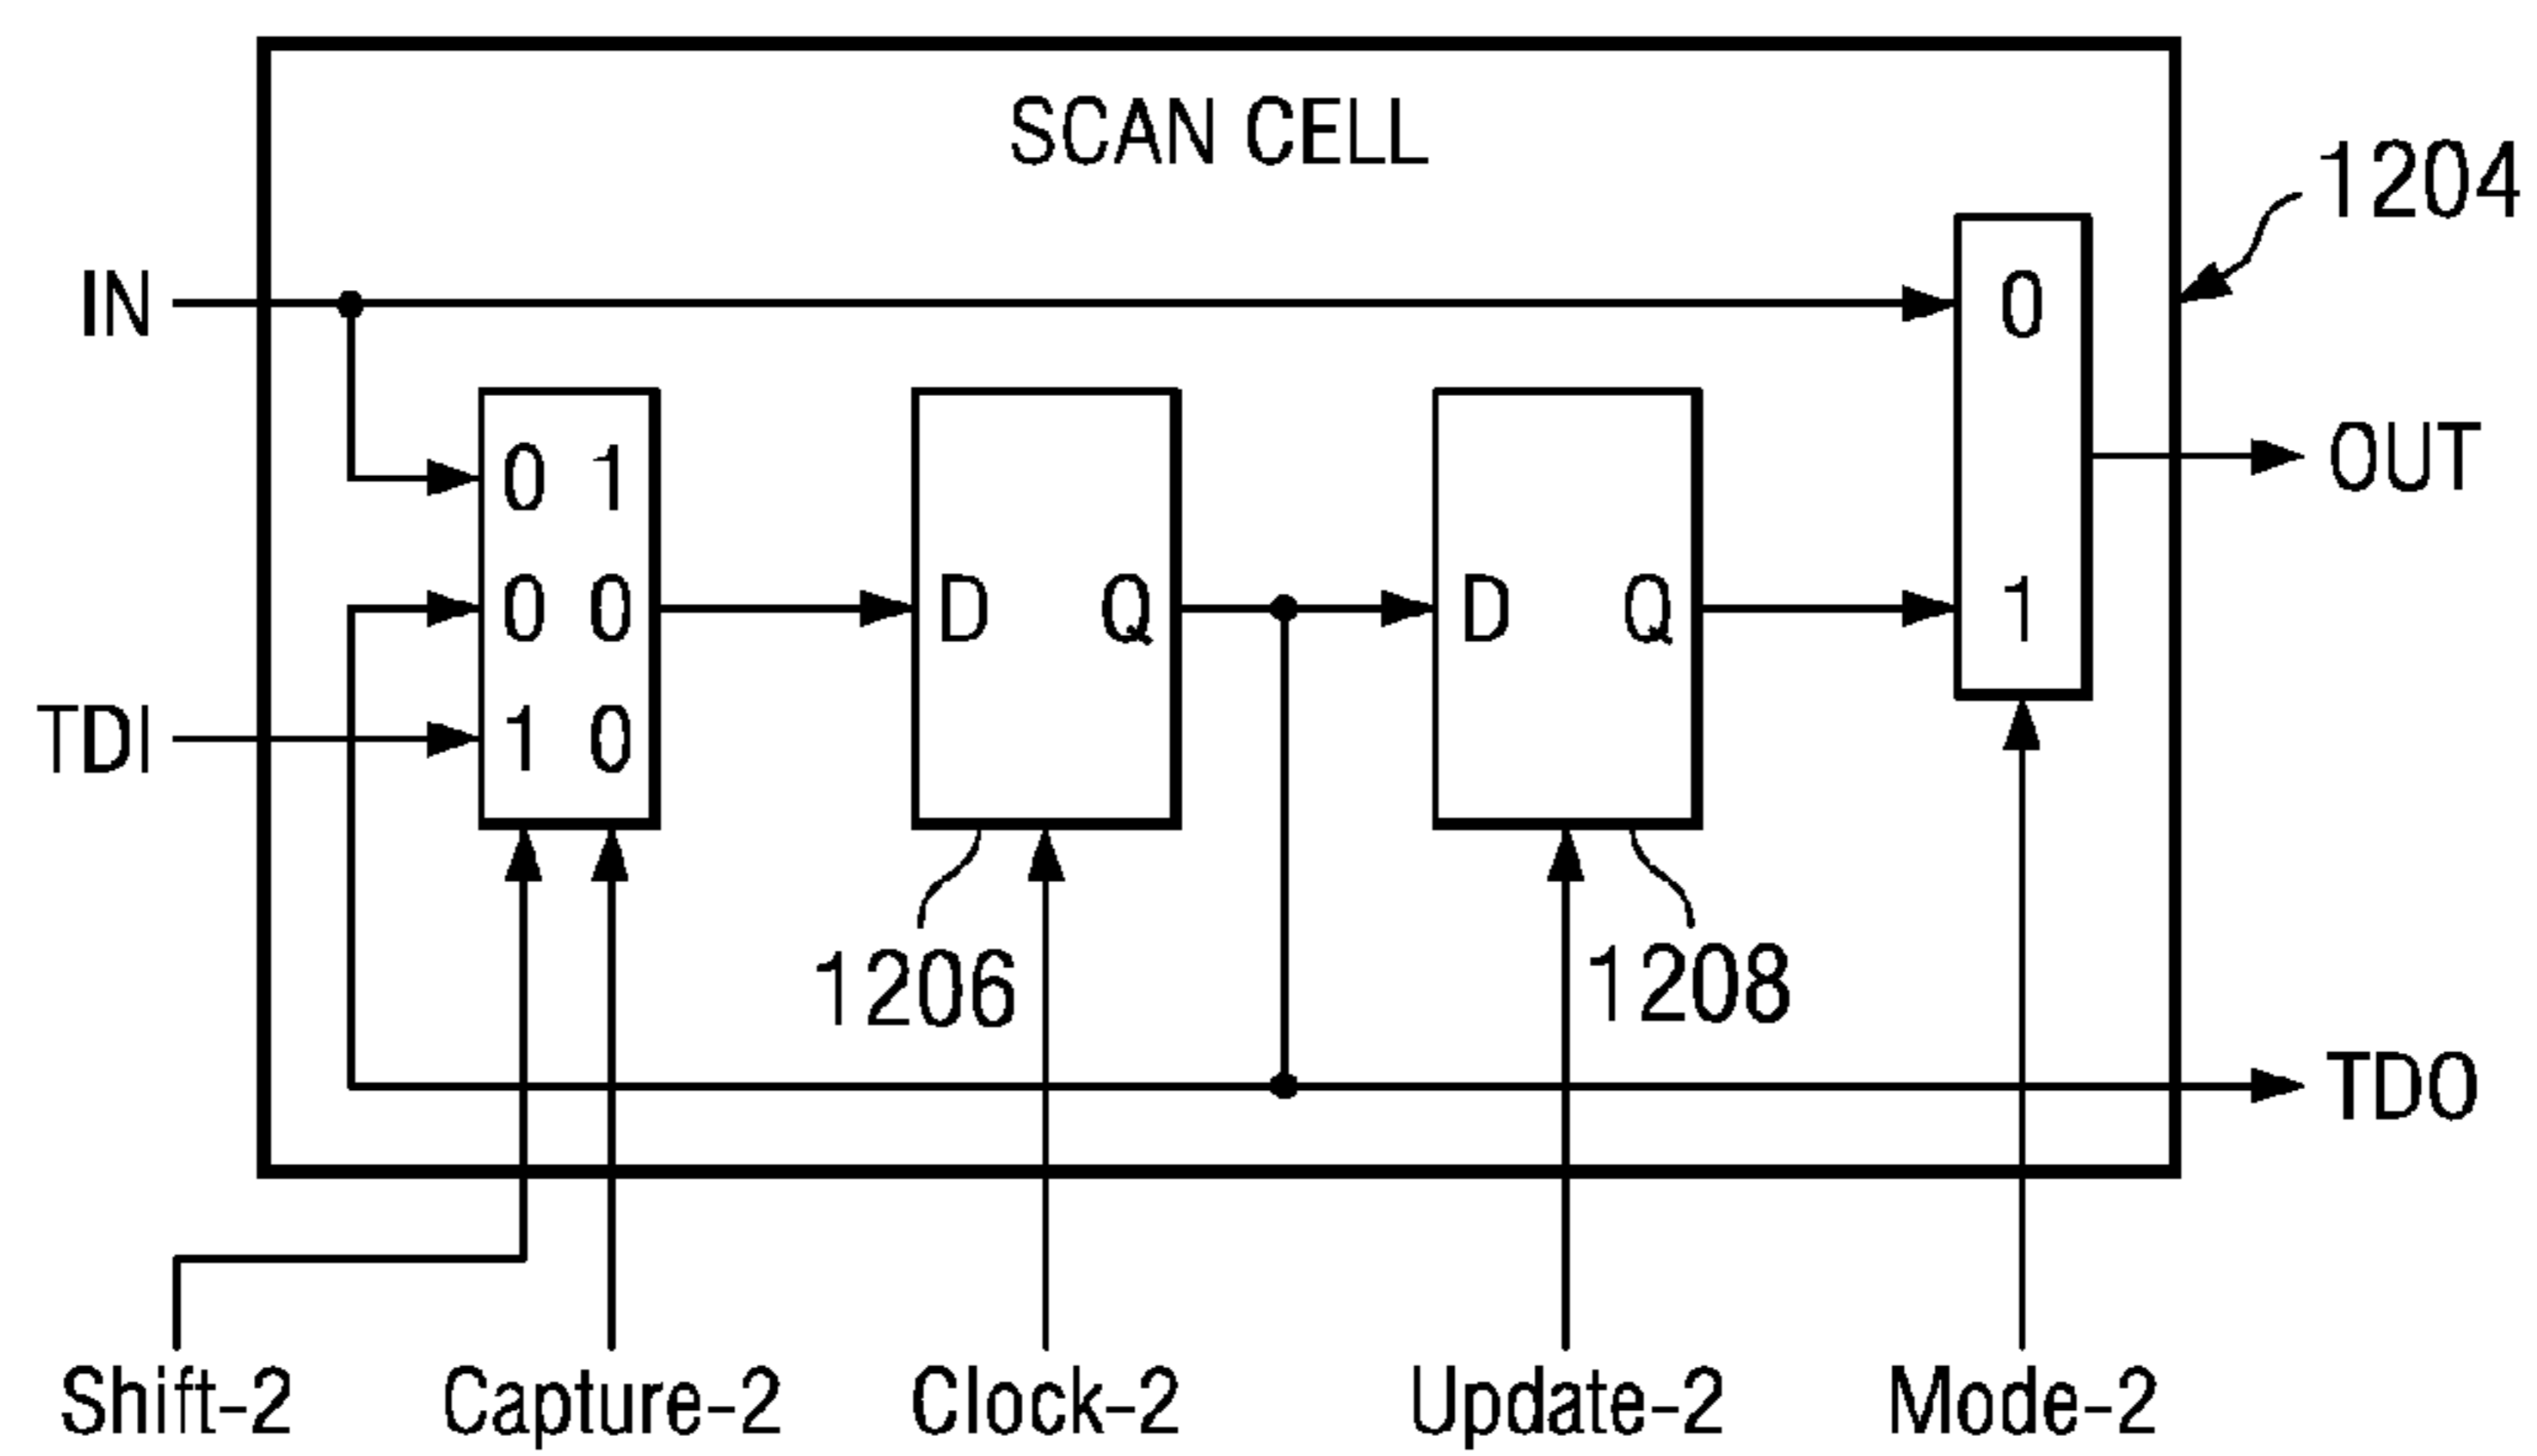 SCAN CELL
1204
IN
0
0 1
OUT
0 0
D Q
D Q
1
TDI
1 0
1206
1208
TDO
Shift-2
Capture-2
Clock-2
Update-2
Mode-2